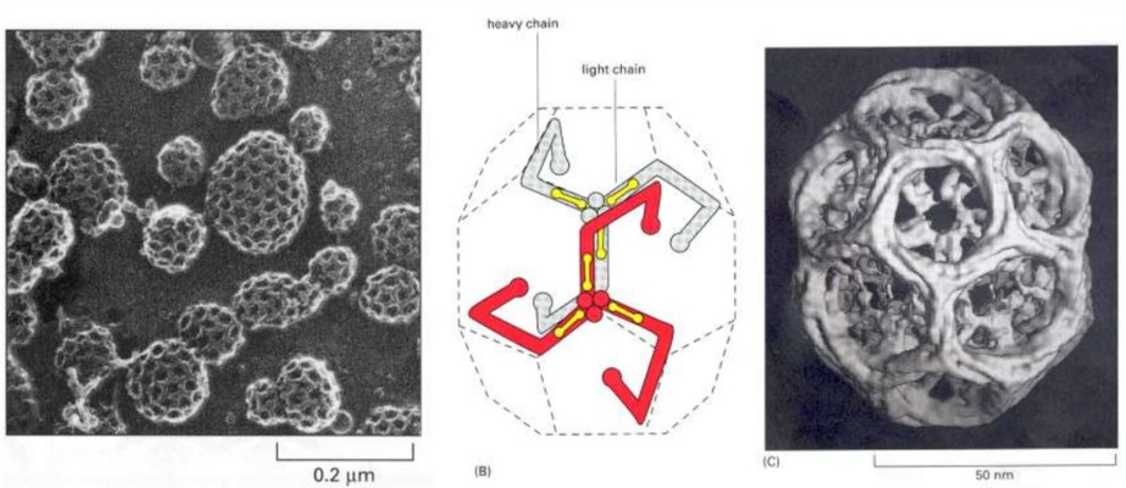 heavy chain
light chain
0.2 μm
(B)
(C)
50 nm